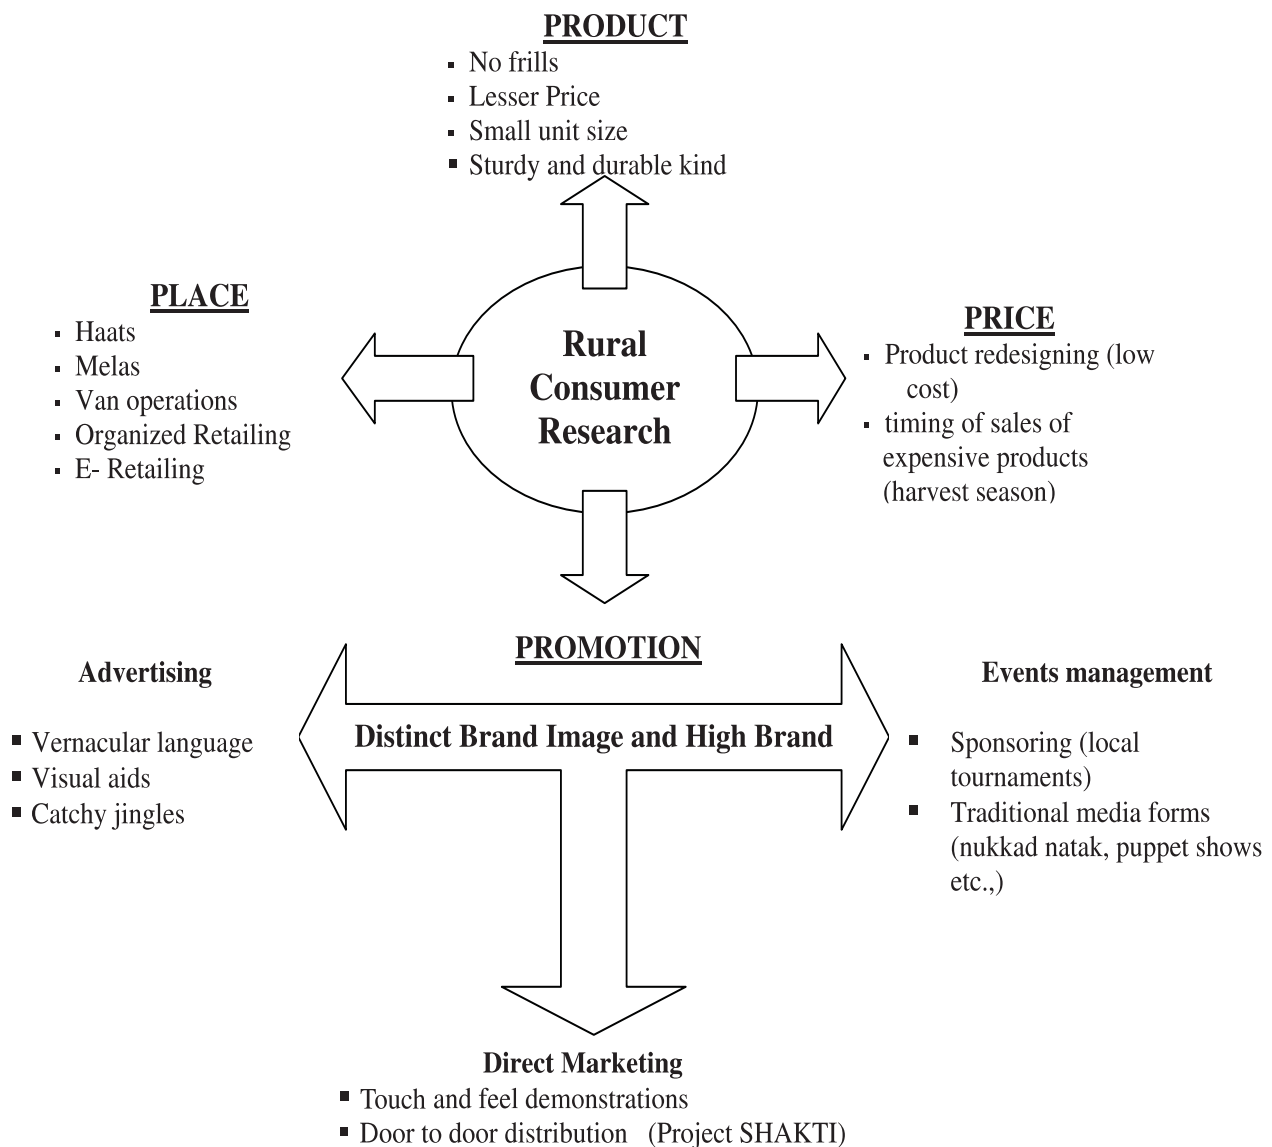 PRODUCT
▪ No frills
▪ Lesser Price
▪ Small unit size
▪ Sturdy and durable kind
PLACE
▪ Haats
▪ Melas
▪ Van operations
▪ Organized Retailing
▪ E- Retailing
Rural
Consumer
Research
PRICE
▪ Product redesigning (low
cost)
▪ timing of sales of
expensive products
(harvest season)
PROMOTION
Distinct Brand Image and High Brand
Advertising
▪ Vernacular language
▪ Visual aids
▪ Catchy jingles
Events management
▪ Sponsoring (local
tournaments)
▪ Traditional media forms
(nukkad natak, puppet shows
etc.,)
Direct Marketing
▪ Touch and feel demonstrations
▪ Door to door distribution (Project SHAKTI)